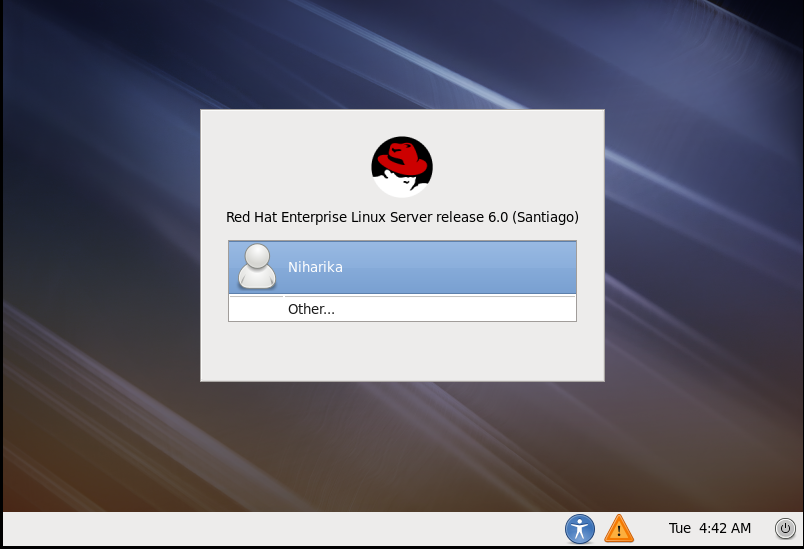 Red Hat Enterprise Linux Server release 6.0 (Santiago)
Niharika
Other...
Tue 4:42 AM